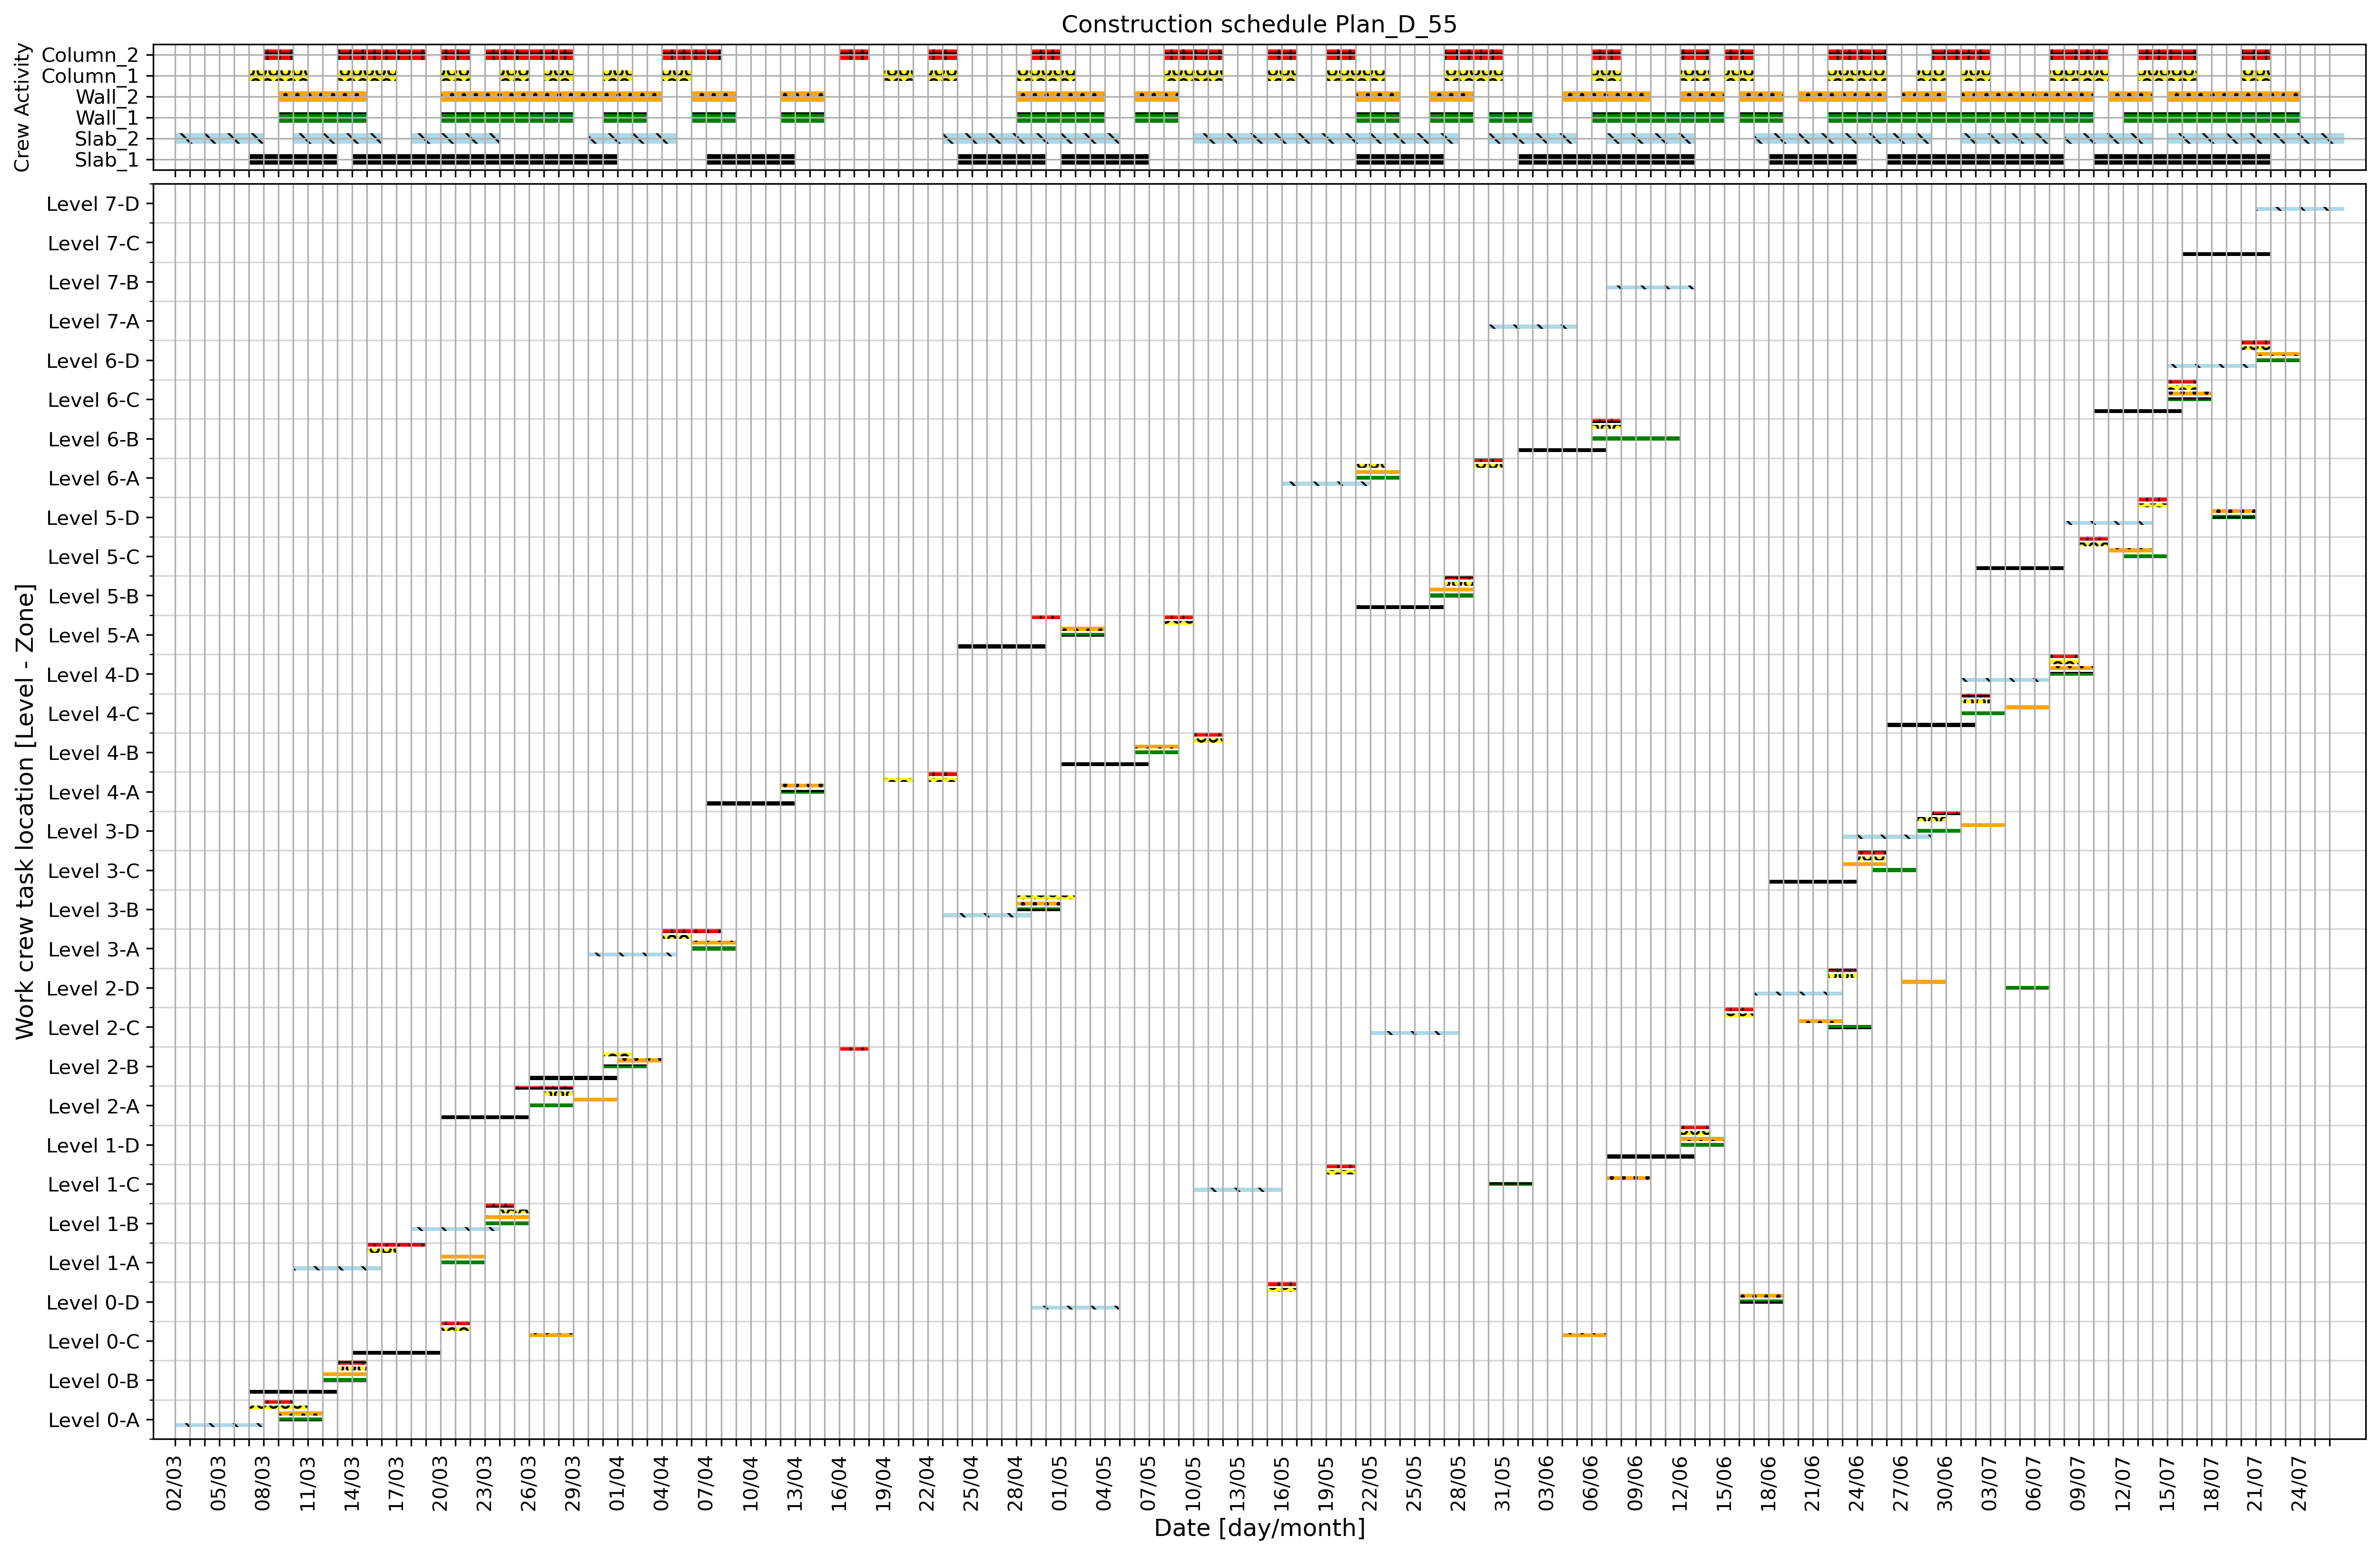 Construction schedule Plan_D_55
Crew Activity
Column_2
Column_1
Wall_2
Wall_1
Slab_2
Slab_1
Work crew task location [Level - Zone]
Level 7-D
Level 7-C
Level 7-B
Level 7-A
Level 6-D
Level 6-C
Level 6-B
Level 6-A
Level 5-D
Level 5-C
Level 5-B
Level 5-A
Level 4-D
Level 4-C
Level 4-B
Level 4-A
Level 3-D
Level 3-C
Level 3-B
Level 3-A
Level 2-D
Level 2-C
Level 2-B
Level 2-A
Level 1-D
Level 1-C
Level 1-B
Level 1-A
Level 0-D
Level 0-C
Level 0-B
Level 0-A
02/03 05/03 08/03 11/03 14/03 17/03 20/03 23/03 26/03 29/03 01/04 04/04 07/04 10/04 13/04 16/04 19/04 22/04 25/04 28/04 01/05 04/05 07/05 10/05 13/05 16/05 19/05 22/05 25/05 28/05 31/05 03/06 06/06 09/06 12/06 15/06 18/06 21/06 24/06 27/06 30/06 03/07 06/07 09/07 12/07 15/07 18/07 21/07 24/07
Date [day/month]